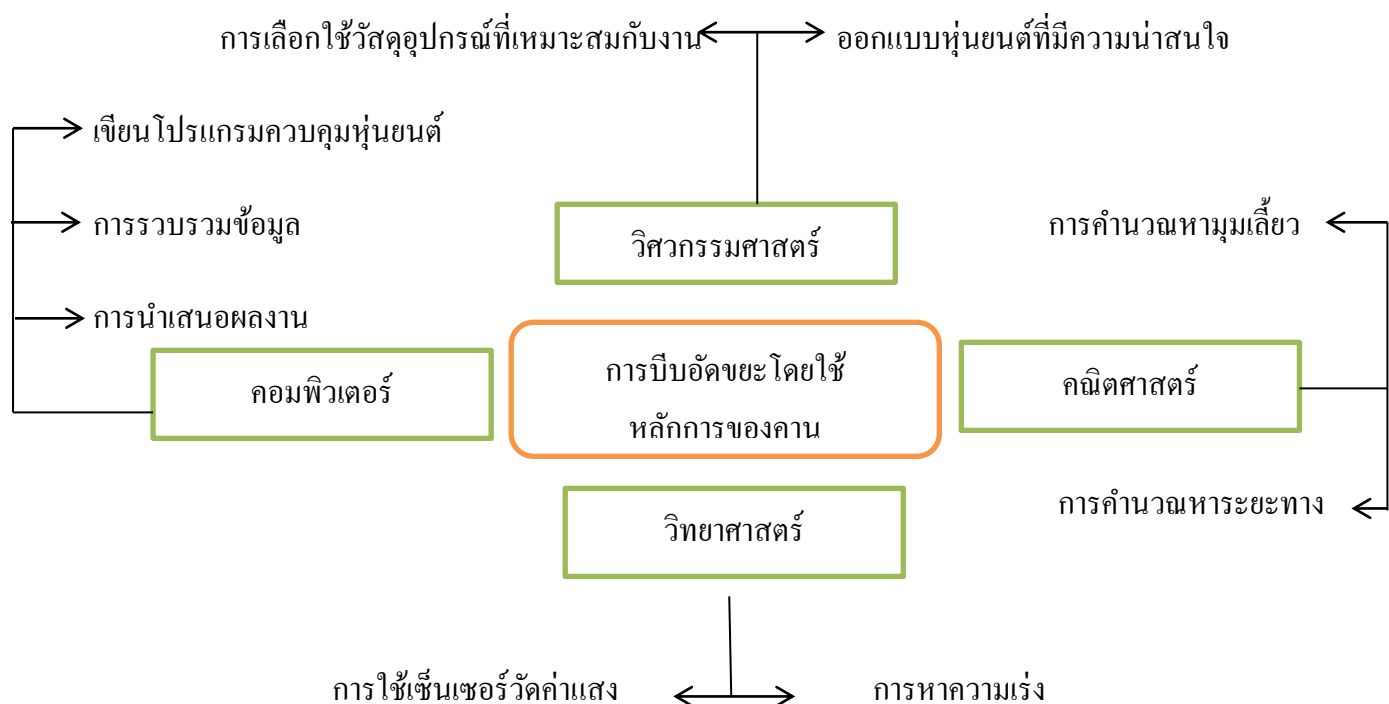 การเลือกใช้วัสดุอุปกรณ์ที่เหมาะสมกับงาน
ออกแบบหุ่นยนต์ที่มีความน่าสนใจ
เขียนโปรแกรมควบคุมหุ่นยนต์
การรวบรวมข้อมูล
การนำเสนอผลงาน
วิศวกรรมศาสตร์
การคำนวณหามุมเลี้ยว
คอมพิวเตอร์
การบีบอัดขยะโดยใช้
หลักการของคาน
คณิตศาสตร์
วิทยาศาสตร์
การคำนวณหาระยะทาง
การใช้เซ็นเซอร์วัดค่าแสง
การหาความเร่ง